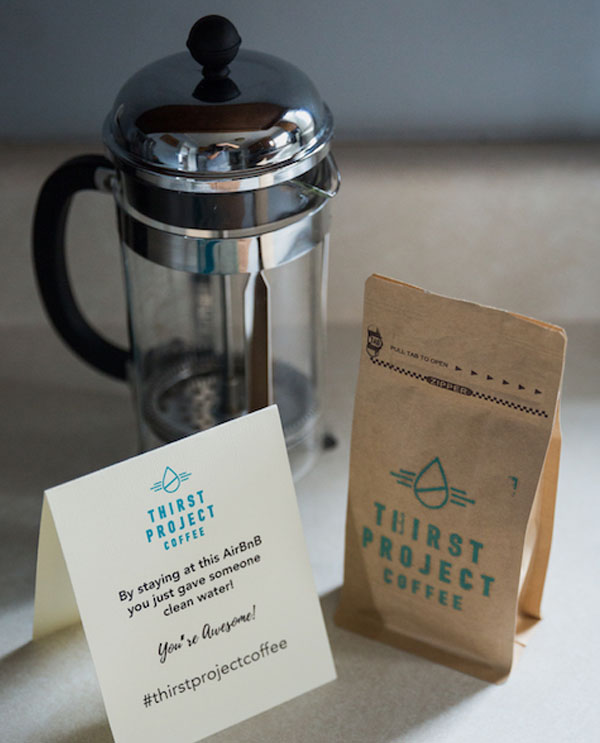 PULL TAB TO OPEN
ZIPPER
THIRST
PROJECT
COFFEE
THIRST
PROJECT
COFFEE
By staying at this AirBnB
you just gave someone
clean water!
You're Awesome!
#thirstprojectcoffee